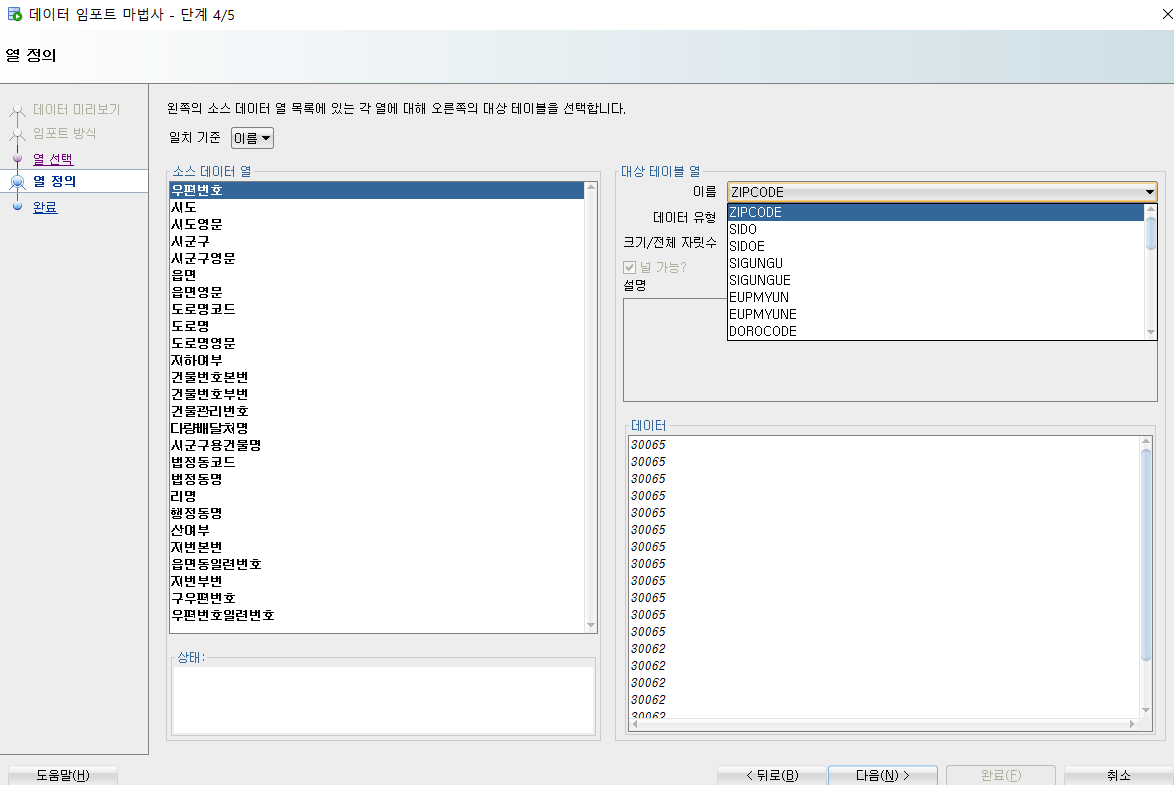 데이터 임포트 마법사 - 단계 4/5
열 정의
데이터 미리보기
임포트 방식
열 선택
열 정의
완료
왼쪽의 소스 데이터 열 목록에 있는 각 열에 대해 오른쪽의 대상 테이블을 선택합니다.
일치 기준 이름
소스 데이터 열
우편번호
시도
시도영문
시군구
시군구영문
읍면
읍면영문
도로명코드
도로명
도로명영문
지하여부
건물번호본번
건물번호부번
건물관리번호
다량배달처명
시군구용건물명
법정동코드
법정동명
리명
행정동명
산여부
지번본번
읍면동일련번호
지번부번
구우편번호
우편번호일련번호
상태:
대상 테이블 열
이름 ZIPCODE
데이터 유형
크기/전체 자릿수
널 가능?
설명
ZIPCODE
SIDO
SIDOE
SIGUNGU
SIGUNGUE
EUPMYUN
EUPMYUNE
DOROCODE
데이터
30065
30065
30065
30065
30065
30065
30065
30065
30065
30065
30065
30065
30062
30062
30062
30062
30062
도움말(H)
< 뒤로(B)
다음(N) >
완료(F)
취소